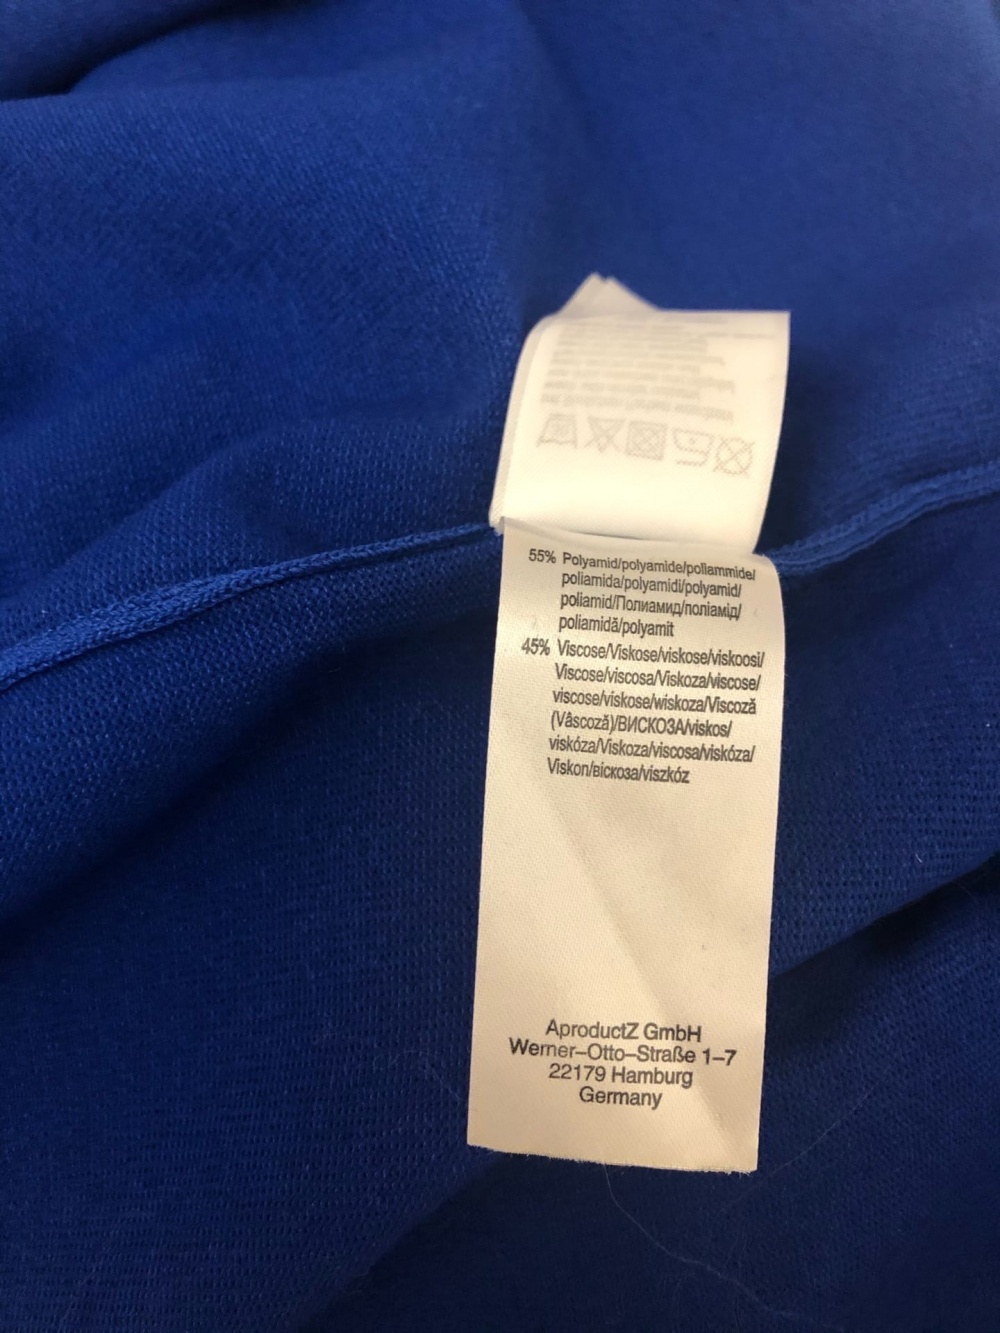 55% Polyamid/polyamide/poliammide/
poliamida/polyamidi/polyamid/
poliamid/Полиамид/поліамід/
poliamidă/polyamit
45% Viscose/Viskose/viskose/viskoosi/
Viscose/viscosa/Viskoza/viscose/
viscose/viskose/wiskoza/Viscoză
(Vâscoză)/ВИСКОЗА/viskos/
viskóza/Viskoza/viscosa/viskóza/
Viskon/віскоза/viszkóz
AproductZ GmbH
Werner–Otto–Straße 1–7
22179 Hamburg
Germany